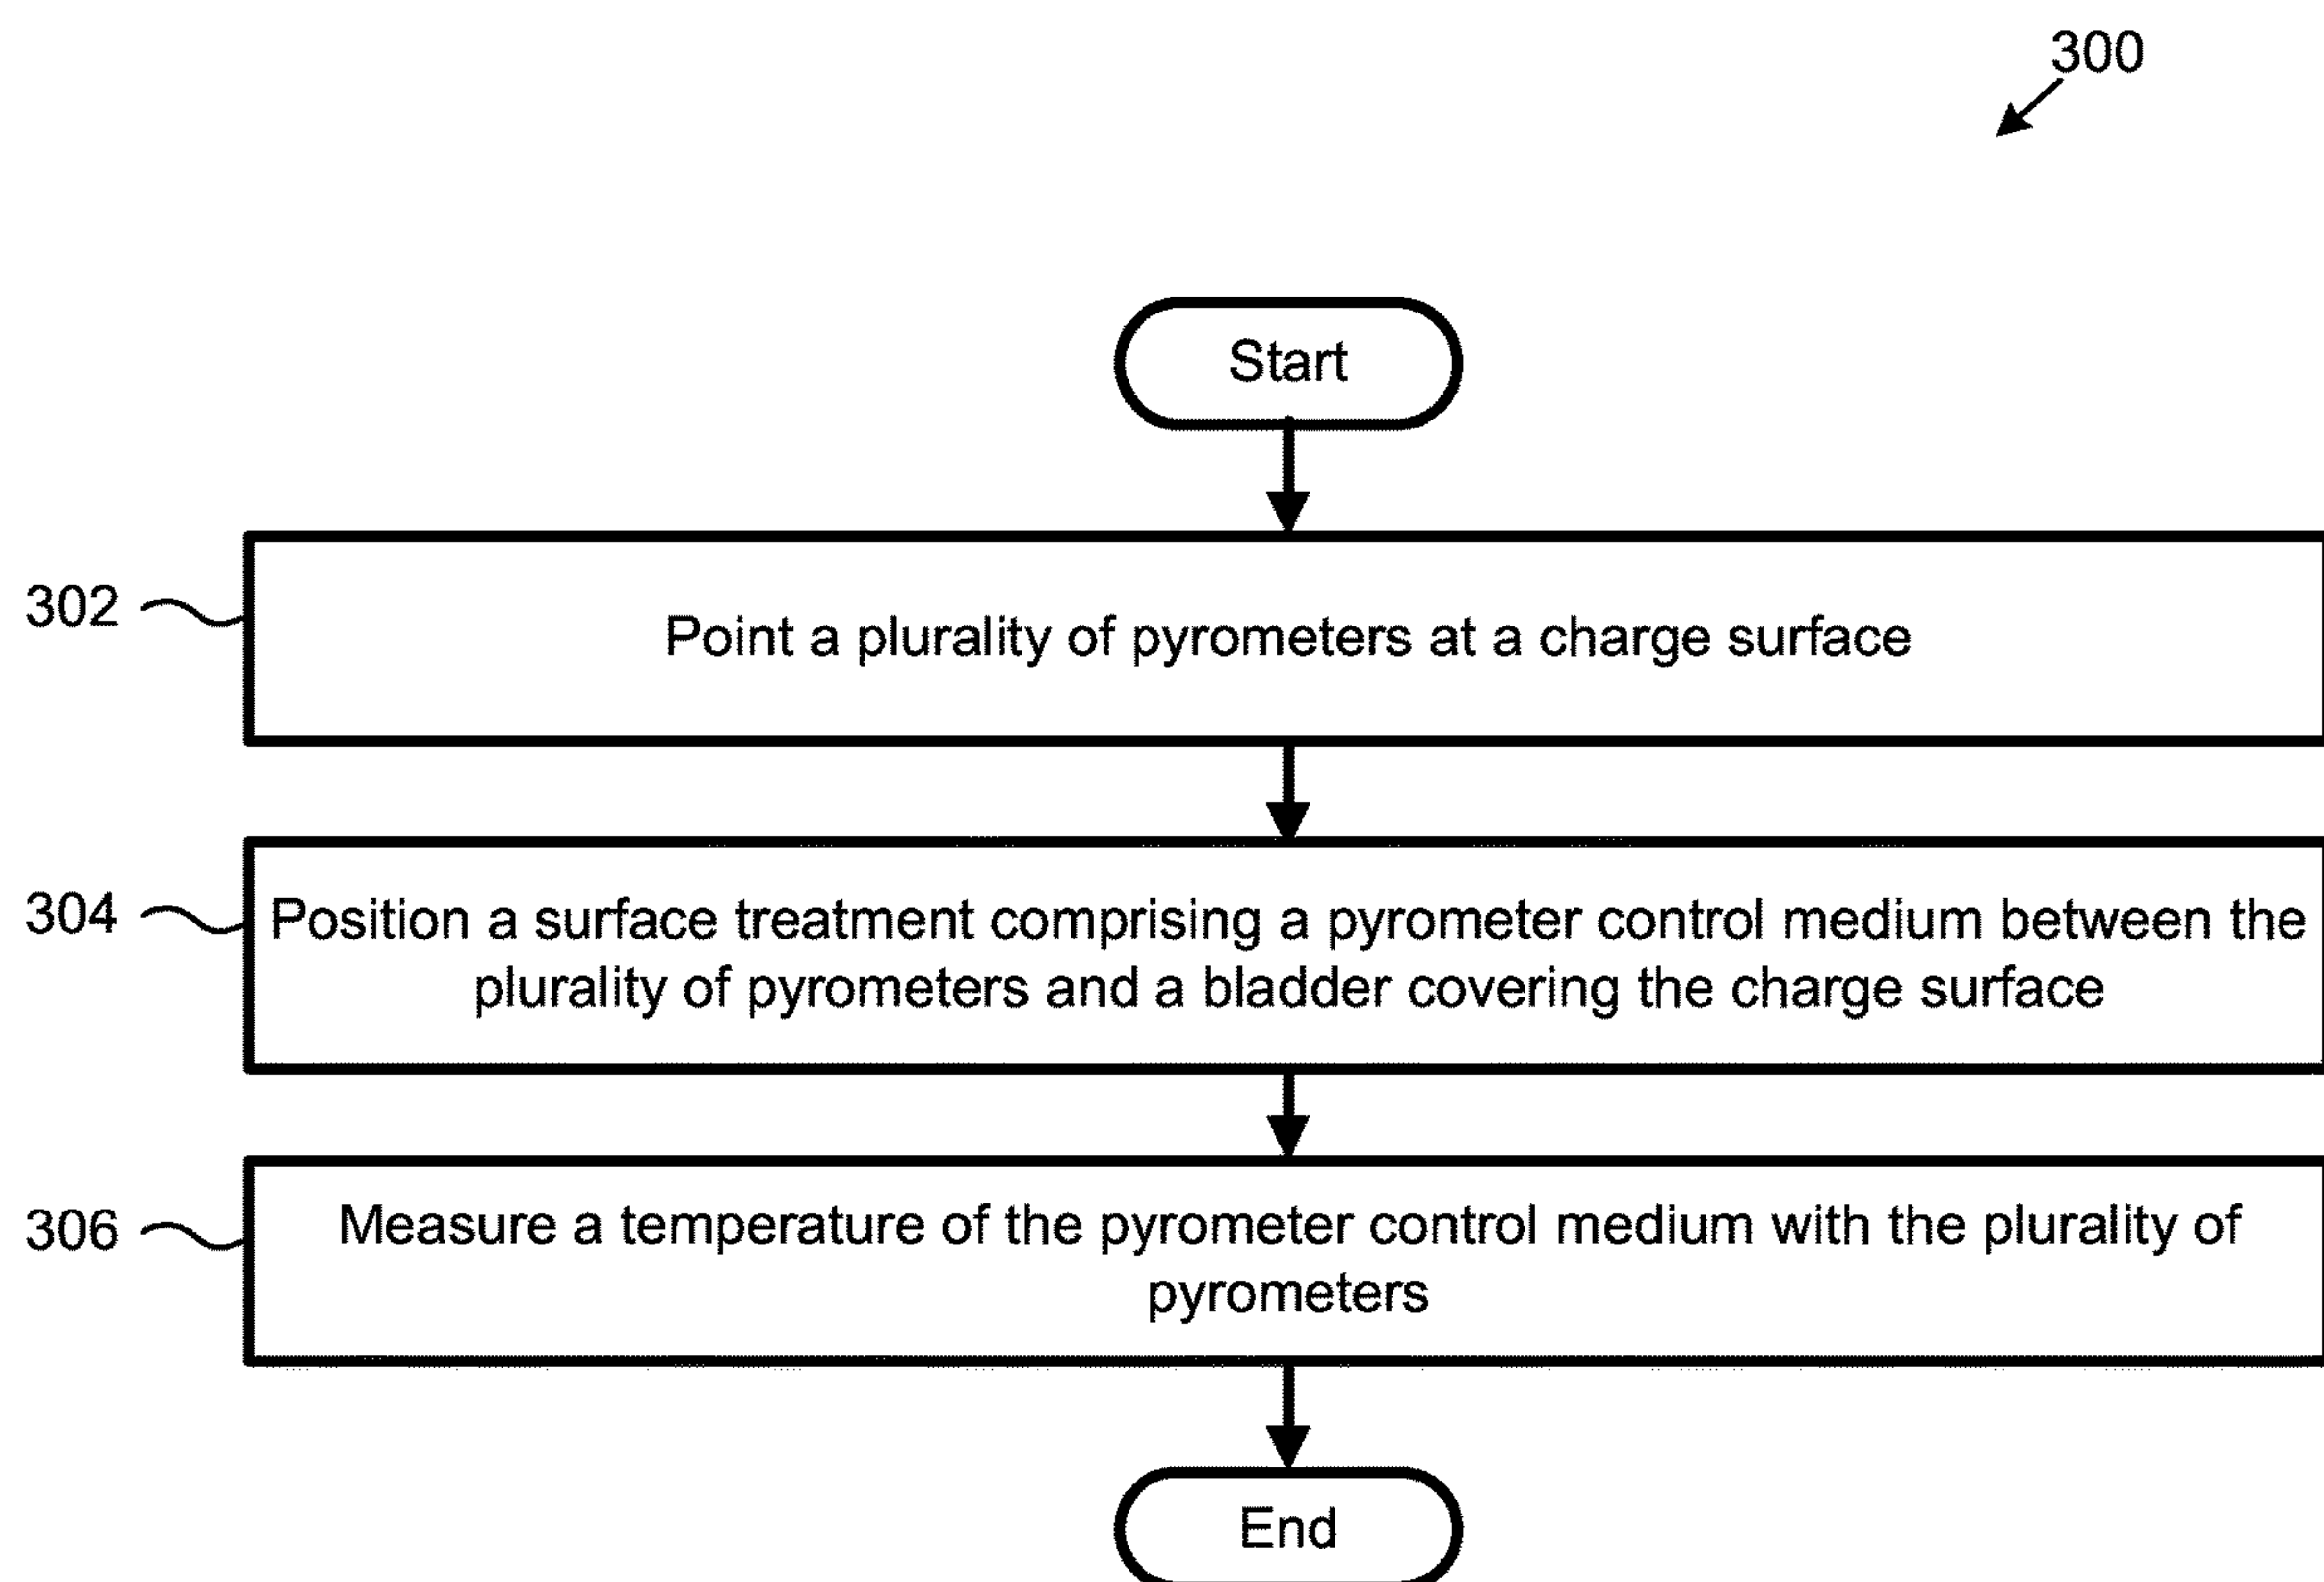 300
Start
302
Point a plurality of pyrometers at a charge surface
304
Position a surface treatment comprising a pyrometer control medium between the
plurality of pyrometers and a bladder covering the charge surface
306
Measure a temperature of the pyrometer control medium with the plurality of
pyrometers
End